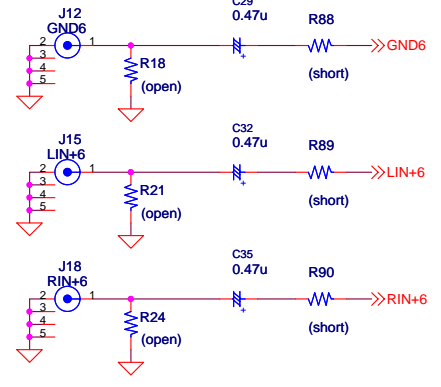 J12
C29
GND6
0.47u
R88
2
1
GND6
3
4
5
R18
(open)
+
(short)
J15
C32
LIN+6
0.47u
R89
2
1
LIN+6
3
4
5
R21
(open)
+
(short)
J18
C35
RIN+6
0.47u
R90
2
1
RIN+6
3
4
5
R24
(open)
+
(short)